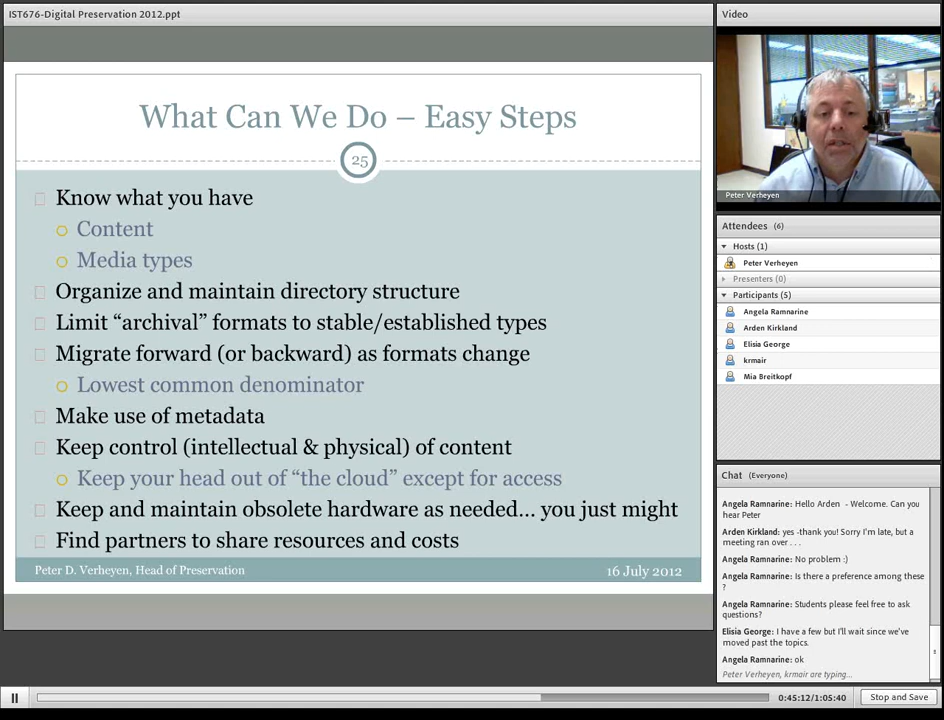 IST676-Digital Preservation 2012.ppt
What Can We Do – Easy Steps
25
Know what you have
Content
Media types
Organize and maintain directory structure
Limit “archival” formats to stable/established types
Migrate forward (or backward) as formats change
Lowest common denominator
Make use of metadata
Keep control (intellectual & physical) of content
Keep your head out of “the cloud” except for access
Keep and maintain obsolete hardware as needed... you just might
Find partners to share resources and costs
Peter D. Verheyen, Head of Preservation
16 July 2012
Video
Peter Verheyen
Attendees (6)
Hosts (1)
Peter Verheyen
Presenters (0)
Participants (5)
Angela Ramnarine
Arden Kirkland
Elisia George
krmair
Mia Breitkopf
Chat (Everyone)
Angela Ramnarine: Hello Arden - Welcome. Can you
hear Peter
Arden Kirkland: yes -thank you! Sorry I'm late, but a
meeting ran over . . .
Angela Ramnarine: No problem :)
Angela Ramnarine: Is there a preference among these
?
Angela Ramnarine: Students please feel free to ask
questions?
Elisia George: I have a few but I'll wait since we've
moved past the topics.
Angela Ramnarine: ok
Peter Verheyen, krmair are typing...
0:45:12/1:05:40
Stop and Save